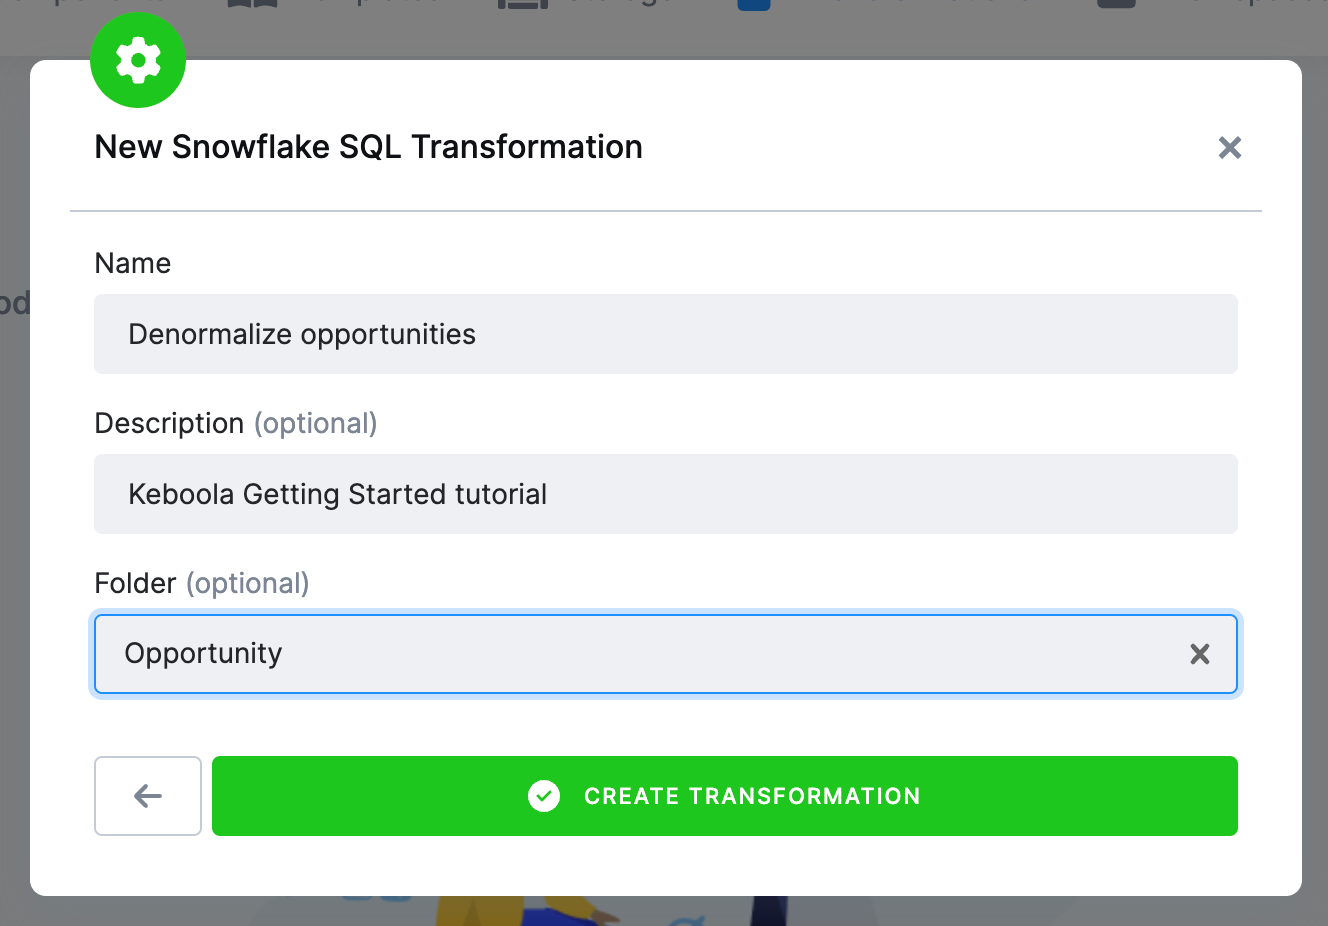 New Snowflake SQL Transformation
Name
Denormalize opportunities
Description (optional)
Keboola Getting Started tutorial
Folder (optional)
Opportunity
CREATE TRANSFORMATION